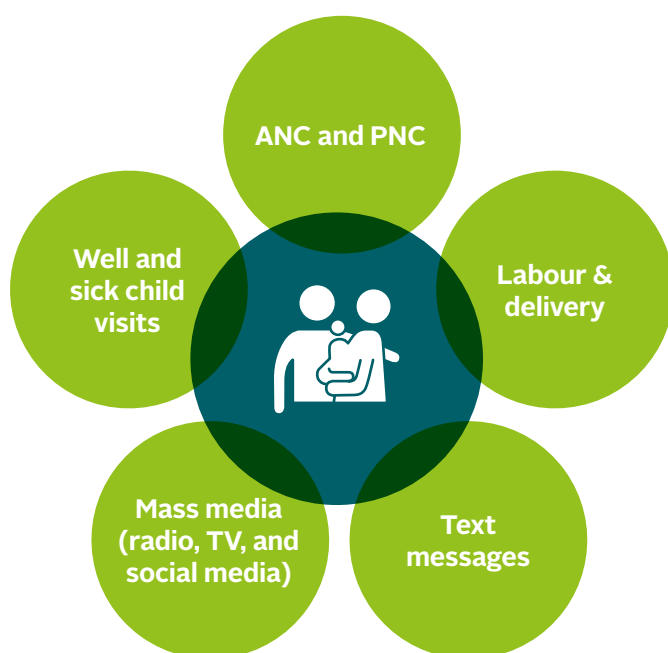 ANC and PNC
Well and
sick child
visits
Labour &
delivery
Mass media
(radio, TV, and
social media)
Text
messages